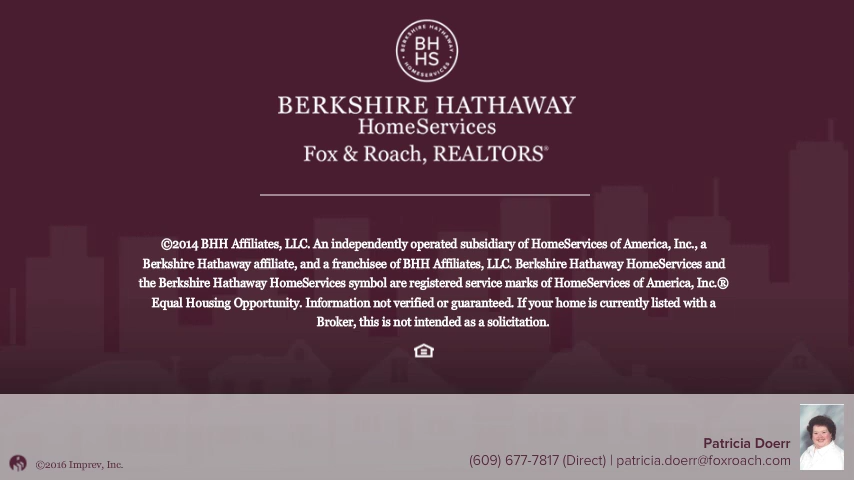 BERKSHIRE HATHAWAY
HOMESERVICES
BH
HS
BERKSHIRE HATHAWAY
HomeServices
Fox & Roach, REALTORS®
©2014 BHH Affiliates, LLC. An independently operated subsidiary of HomeServices of America, Inc., a
Berkshire Hathaway affiliate, and a franchisee of BHH Affiliates, LLC. Berkshire Hathaway HomeServices and
the Berkshire Hathaway HomeServices symbol are registered service marks of HomeServices of America, Inc.®
Equal Housing Opportunity. Information not verified or guaranteed. If your home is currently listed with a
Broker, this is not intended as a solicitation.
Patricia Doerr
(609) 677-7817 (Direct) | patricia.doerr@foxroach.com
©2016 Imprev, Inc.